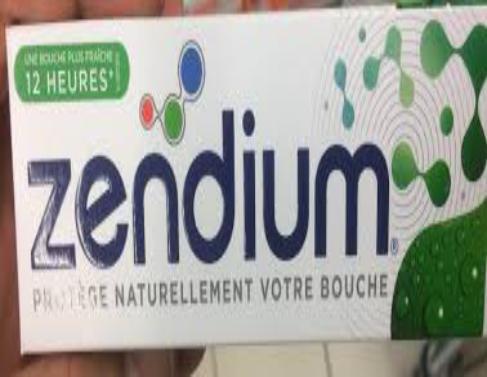 UNE BOUCHE PLUS FRAÎCHE
12 HEURES*
zendium®
PROTÈGE NATURELLEMENT VOTRE BOUCHE